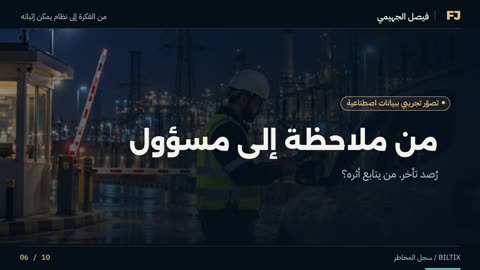 FJ
فيصل الجهيمي
من الفكرة إلى نظام يمكن إثباته
تصوّر تجريبي ببيانات اصطناعية
من ملاحظة إلى مسؤول
رُصد تأخر. من يتابع أثره؟
BILTIX / سجل المخاطر
06 / 10